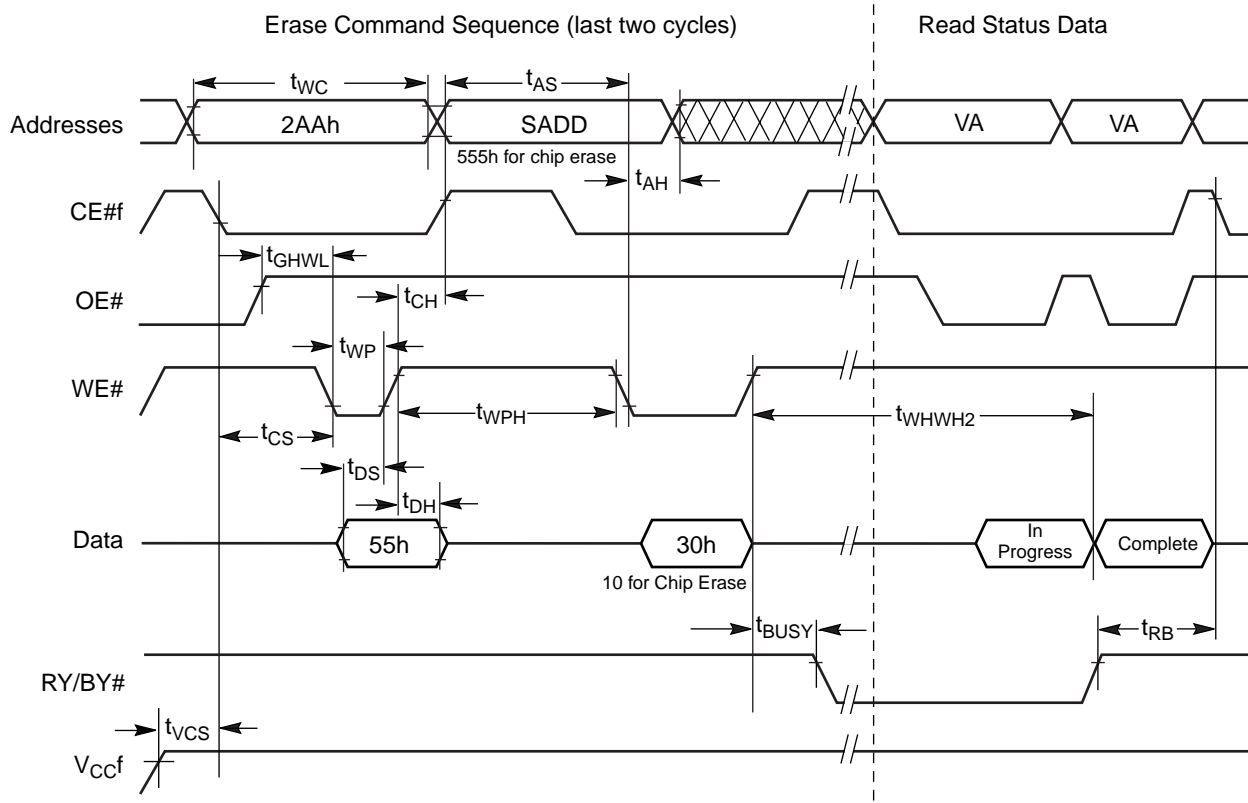 Erase Command Sequence (last two cycles)
Read Status Data
tWC
tAS
Addresses
2AAh
SADD
VA
VA
555h for chip erase
tAH
CE#f
tGHWL
OE#
tCH
tWP
WE#
tWPH
tWHWH2
tCS
tDS
tDH
Data
55h
30h
In
Progress
Complete
10 for Chip Erase
tBUSY
tRB
RY/BY#
tVCS
VCCf